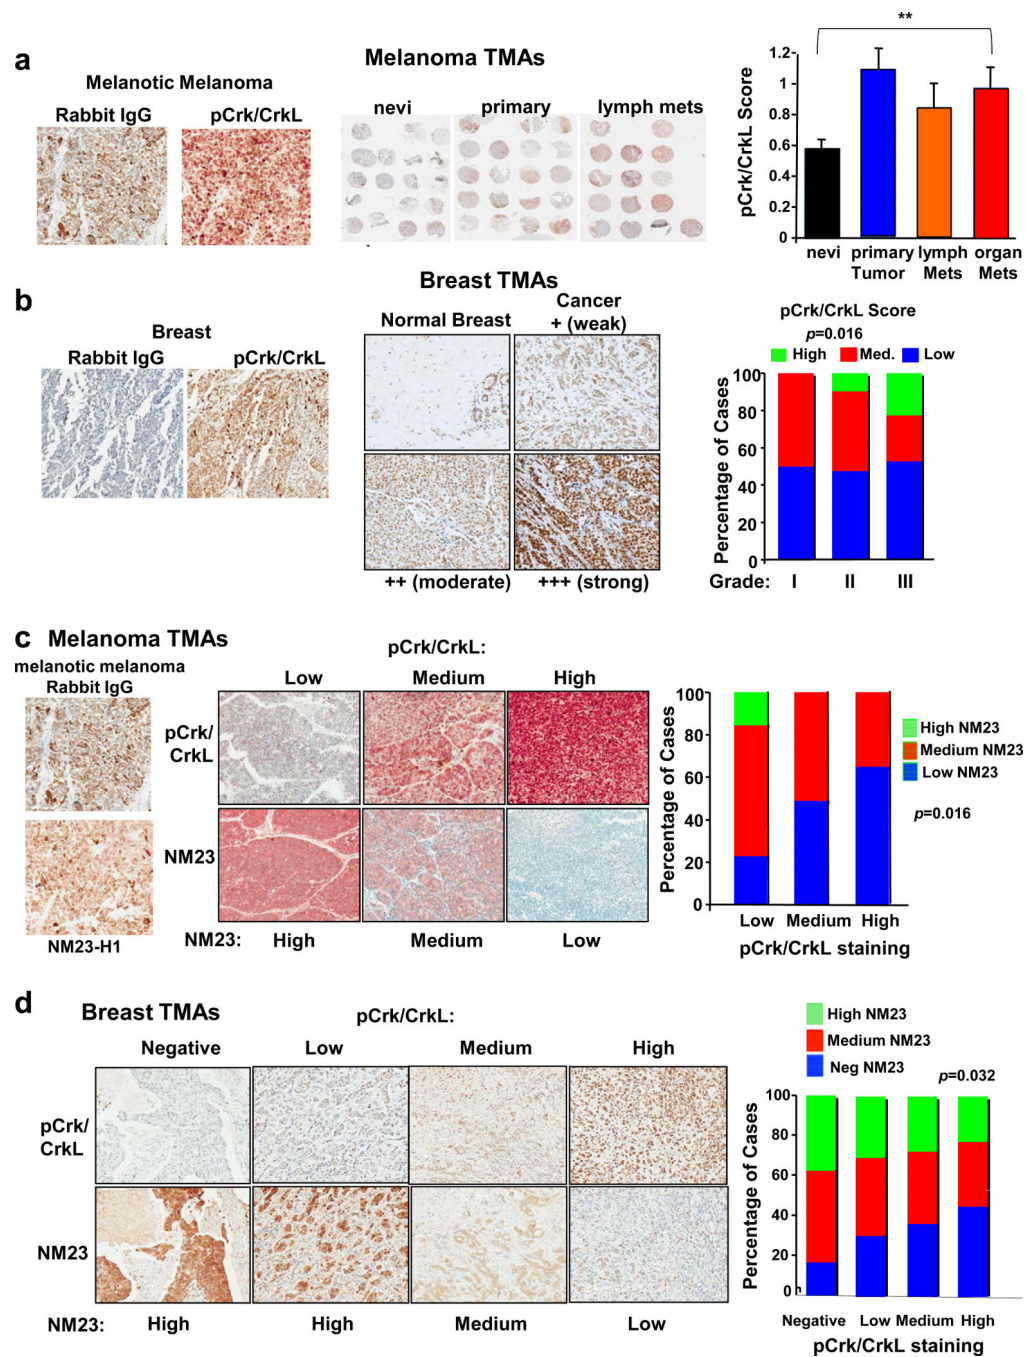 a
Melanoma TMAs
Melanotic Melanoma
Rabbit IgG
pCrk/CrkL
nevi
primary
lymph mets
**
pCrk/CrkL Score
1.2
1
0.8
0.6
0.4
0.2
0
nevi
primary
Tumor
lymph
Mets
organ
Mets
b
Breast TMAs
Breast
Rabbit IgG
pCrk/CrkL
Normal Breast
Cancer
+ (weak)
++ (moderate)
+++ (strong)
pCrk/CrkL Score
p=0.016
High
Med.
Low
Percentage of Cases
100
80
60
40
20
0
Grade: I II III
c Melanoma TMAs
melanotic melanoma
Rabbit IgG
NM23-H1
pCrk/CrkL:
Low
Medium
High
pCrk/
CrkL
NM23
NM23: High Medium Low
Percentage of Cases
100
80
60
40
20
0
Low Medium High
pCrk/CrkL staining
High NM23
Medium NM23
Low NM23
p=0.016
d
Breast TMAs
pCrk/CrkL:
Negative
Low
Medium
High
pCrk/
CrkL
NM23
NM23: High High Medium Low
High NM23
Medium NM23
Neg NM23
p=0.032
Percentage of Cases
100
80
60
40
20
0
Negative Low Medium High
pCrk/CrkL staining